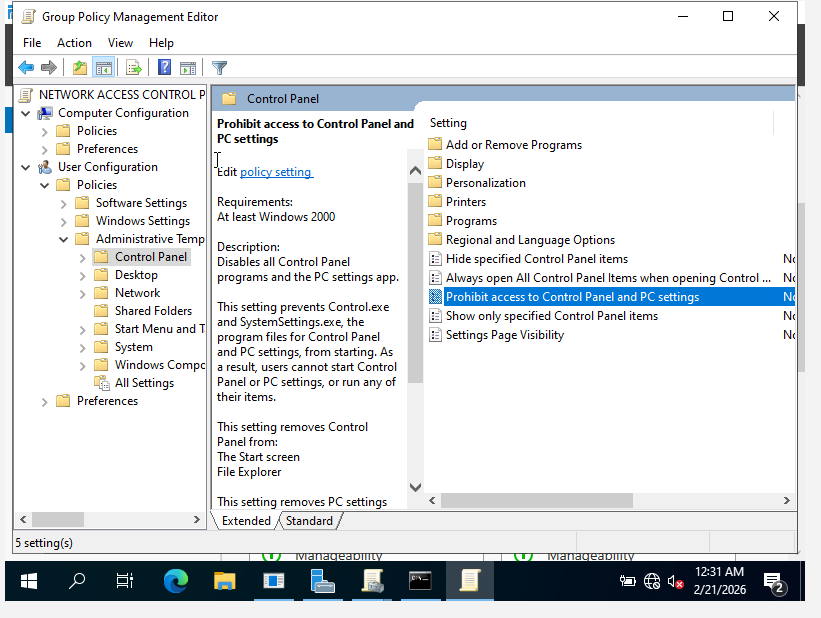 Group Policy Management Editor
File Action View Help
NETWORK ACCESS CONTROL P
Computer Configuration
Policies
Preferences
User Configuration
Policies
Software Settings
Windows Settings
Administrative Temp
Control Panel
Desktop
Network
Shared Folders
Start Menu and T
System
Windows Compo
All Settings
Preferences
Control Panel
Prohibit access to Control Panel and
PC settings
Edit policy setting
Requirements:
At least Windows 2000
Description:
Disables all Control Panel
programs and the PC settings app.
This setting prevents Control.exe
and SystemSettings.exe, the
program files for Control Panel
and PC settings, from starting. As
a result, users cannot start Control
Panel or PC settings, or run any of
their items.
This setting removes Control
Panel from:
The Start screen
File Explorer
This setting removes PC settings
Setting
Add or Remove Programs
Display
Personalization
Printers
Programs
Regional and Language Options
Hide specified Control Panel items No
Always open All Control Panel Items when opening Control ... No
Prohibit access to Control Panel and PC settings No
Show only specified Control Panel items No
Settings Page Visibility No
Extended Standard
5 setting(s)
Manageability Manageability
12:31 AM
2/21/2026
2